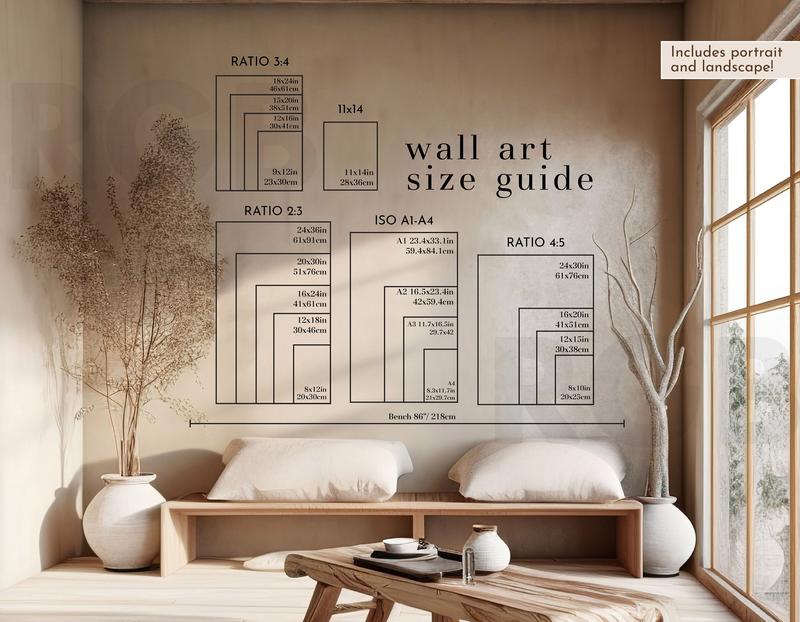 Includes portrait
and landscape!
RATIO 3:4
18x24in
46x61cm
15x20in
38x51cm
12x16in
30x41cm
9x12in
23x30cm
11x14
11x14in
28x36cm
wall art
size guide
RATIO 2:3
24x36in
61x91cm
20x30in
51x76cm
16x24in
41x61cm
12x18in
30x46cm
8x12in
20x30cm
ISO A1-A4
A1 23.4x33.1in
59.4x84.1cm
A2 16.5x23.4in
42x59.4cm
A3 11.7x16.5in
29.7x42
A4
8.3x11.7in
21x29.7cm
RATIO 4:5
24x30in
61x76cm
16x20in
41x51cm
12x15in
30x38cm
8x10in
20x25cm
Bench 86"/ 218cm